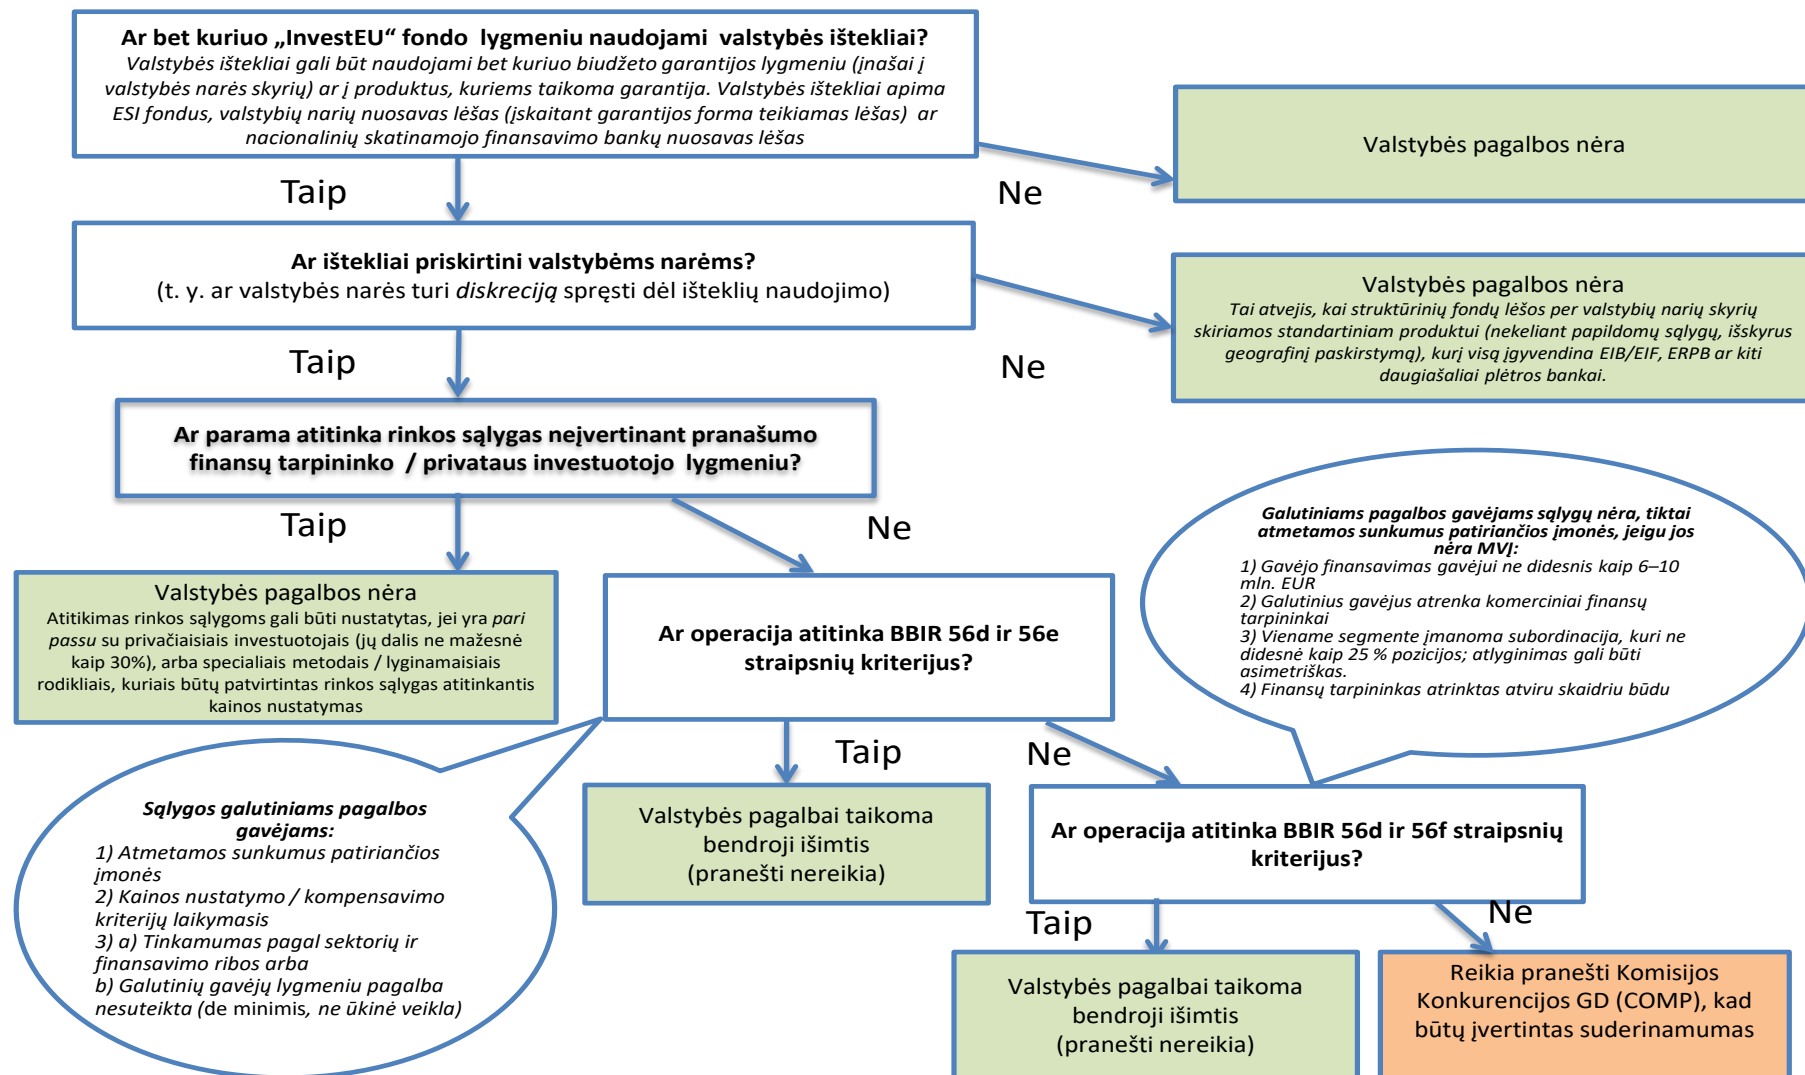 Ar bet kuriuo „InvestEU“ fondo lygmeniu naudojami valstybės ištekliai?
Valstybės ištekliai gali būt naudojami bet kuriuo biudžeto garantijos lygmeniu (įnašai į
valstybės narės skyrių) ar į produktus, kuriems taikoma garantija. Valstybės ištekliai apima
ESI fondus, valstybių narių nuosavas lėšas (įskaitant garantijos forma teikiamas lėšas) ar
nacionalinių skatinamojo finansavimo bankų nuosavas lėšas
Valstybės pagalbos nėra
Taip
Ne
Ar ištekliai priskirtini valstybėms narėms?
(t. y. ar valstybės narės turi diskreciją spręsti dėl išteklių naudojimo)
Valstybės pagalbos nėra
Tai atvejis, kai struktūrinių fondų lėšos per valstybių narių skyrių
skiriamos standartiniam produktui (nekeliant papildomų sąlygų, išskyrus
geografinį paskirstymą), kurį visą įgyvendina EIB/EIF, ERPB ar kiti
daugiašaliai plėtros bankai.
Taip
Ne
Ar parama atitinka rinkos sąlygas neįvertinant pranašumo
finansų tarpininko / privataus investuotojo lygmeniu?
Taip
Ne
Galutiniams pagalbos gavėjams sąlygų nėra, tiktai
atmetamos sunkumus patiriančios įmonės, jeigu jos
nėra MVĮ:
1) Gavėjo finansavimas gavėjui ne didesnis kaip 6–10
mln. EUR
2) Galutinius gavėjus atrenka komerciniai finansų
tarpininkai
3) Viename segmente įmanoma subordinacija, kuri ne
didesnė kaip 25 % pozicijos; atlyginimas gali būti
asimetriškas.
4) Finansų tarpininkas atrinktas atviru skaidriu būdu
Valstybės pagalbos nėra
Atitikimas rinkos sąlygoms gali būti nustatytas, jei yra pari
passu su privačiaisiais investuotojais (jų dalis ne mažesnė
kaip 30%), arba specialiais metodais / lyginamaisiais
rodikliais, kuriais būtų patvirtintas rinkos sąlygas atitinkantis
kainos nustatymas
Ar operacija atitinka BBIR 56d ir 56e
straipsnių kriterijus?
Taip
Ne
Sąlygos galutiniams pagalbos
gavėjams:
1) Atmetamos sunkumus patiriančios
įmonės
2) Kainos nustatymo / kompensavimo
kriterijų laikymasis
3) a) Tinkamumas pagal sektorių ir
finansavimo ribos arba
b) Galutinių gavėjų lygmeniu pagalba
nesuteikta (de minimis, ne ūkinė veikla)
Valstybės pagalbai taikoma
bendroji išimtis
(pranešti nereikia)
Ar operacija atitinka BBIR 56d ir 56f straipsnių
kriterijus?
Taip
Ne
Valstybės pagalbai taikoma
bendroji išimtis
(pranešti nereikia)
Reikia pranešti Komisijos
Konkurencijos GD (COMP), kad
būtų įvertintas suderinamumas